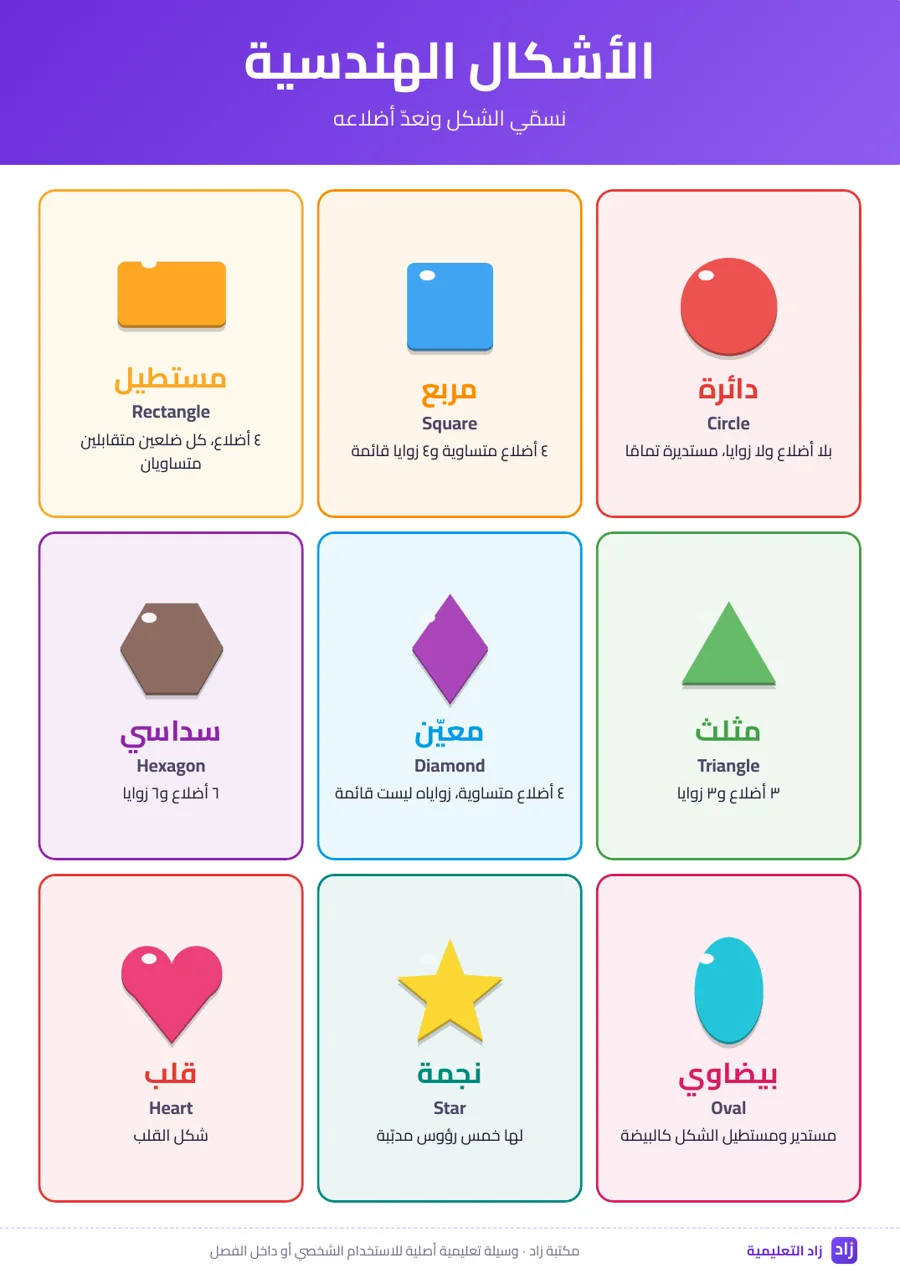 الأشكال الهندسية
نسمّي الشكل ونعدّ أضلاعه
دائرة
Circle
بلا أضلاع ولا زوايا، مستديرة تمامًا
مربع
Square
٤ أضلاع متساوية و٤ زوايا قائمة
مستطيل
Rectangle
٤ أضلاع، كل ضلعين متقابلين
متساويان
مثلث
Triangle
٣ أضلاع و٣ زوايا
معيّن
Diamond
٤ أضلاع متساوية، زواياه ليست قائمة
سداسي
Hexagon
٦ أضلاع و٦ زوايا
بيضاوي
Oval
مستدير ومستطيل الشكل كالبيضة
نجمة
Star
لها خمس رؤوس مدبّبة
قلب
Heart
شكل القلب
زاد
زاد التعليمية
مكتبة زاد · وسيلة تعليمية أصلية للاستخدام الشخصي أو داخل الفصل